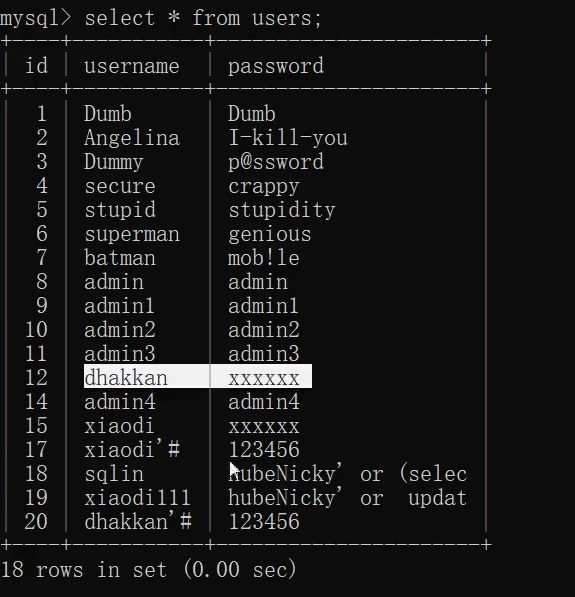 mysql> select * from users;
+----+-----------+----------------------+
| id | username | password |
+----+-----------+----------------------+
| 1 | Dumb | Dumb |
| 2 | Angelina | I-kill-you |
| 3 | Dummy | p@ssword |
| 4 | secure | crappy |
| 5 | stupid | stupidity |
| 6 | superman | genious |
| 7 | batman | mob!le |
| 8 | admin | admin |
| 9 | admin1 | admin1 |
| 10 | admin2 | admin2 |
| 11 | admin3 | admin3 |
| 12 | dhakkan | xxxxxx |
| 14 | admin4 | admin4 |
| 15 | xiaodi | xxxxxx |
| 17 | xiaodi'# | 123456 |
| 18 | sqlin | hubeNicky' or (selec |
| 19 | xiaodi111 | hubeNicky' or  updat |
| 20 | dhakkan'# | 123456 |
+----+-----------+----------------------+
18 rows in set (0.00 sec)